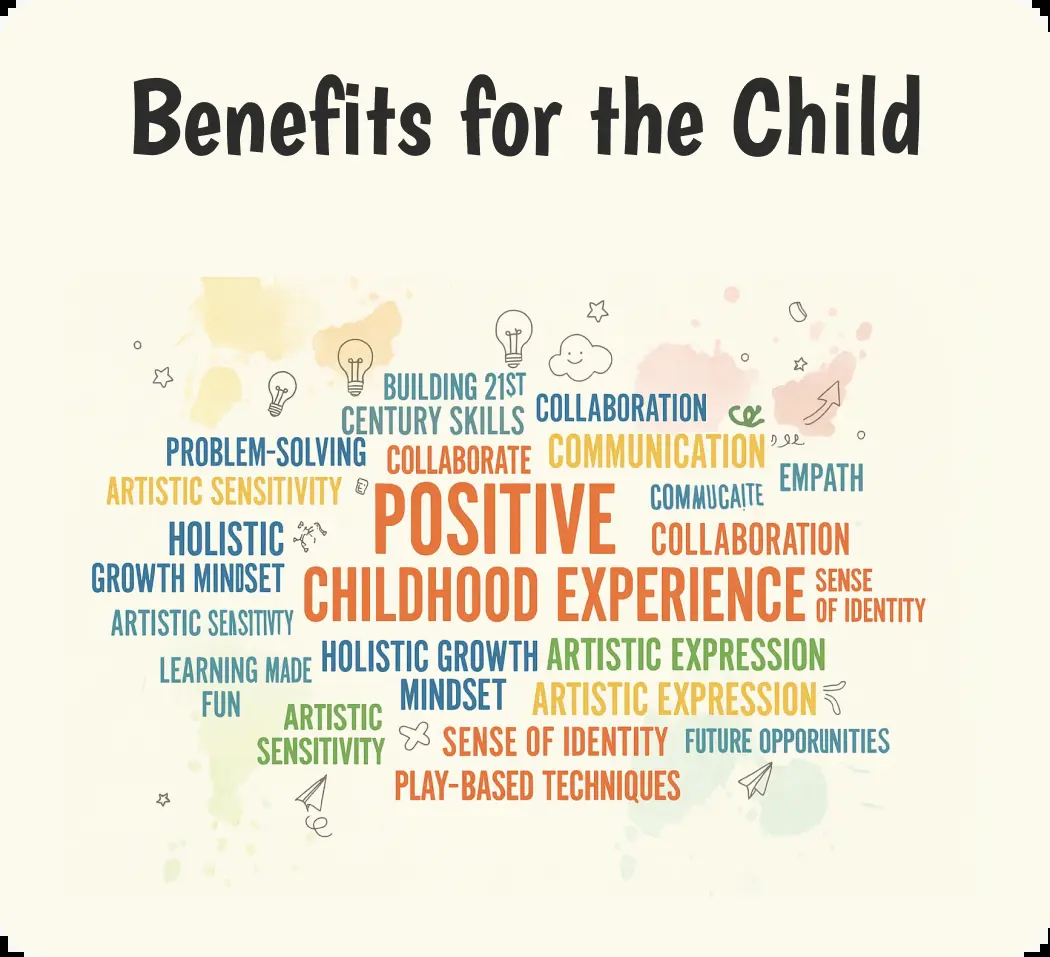 Benefits for the Child
BUILDING 21ST
CENTURY SKILLS
COLLABORATION
PROBLEM-SOLVING
COLLABORATE
COMMUNICATION
ARTISTIC SENSITIVITY
POSITIVE
COMMUCAITE
EMPATH
HOLISTIC
COLLABORATION
GROWTH MINDSET
CHILDHOOD EXPERIENCE
SENSE
OF IDENTITY
ARTISTIC SEASITIVTY
HOLISTIC GROWTH
MINDSET
ARTISTIC EXPRESSION
LEARNING MADE
FUN
ARTISTIC EXPRESSION
ARTISTIC
SENSITIVITY
SENSE OF IDENTITY
FUTURE OPPORUNITIES
PLAY-BASED TECHNIQUES